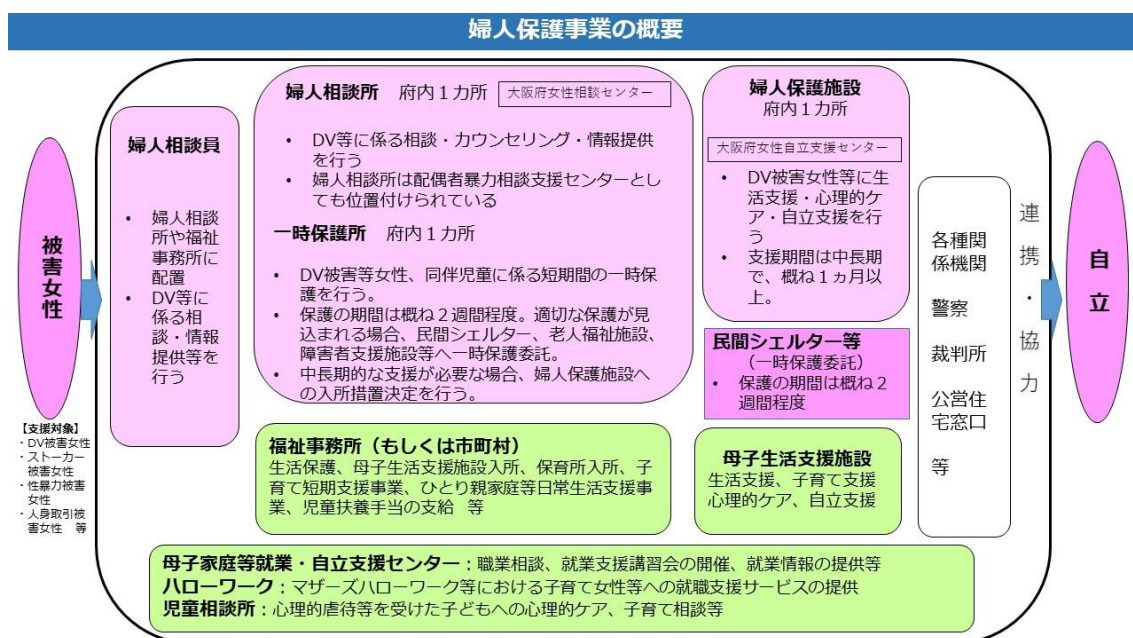 婦人保護事業の概要
被害女性
【支援対象】
・DV被害女性
・ストーカー
被害女性
・性暴力被害
女性
・人身取引被
害女性 等
婦人相談員
• 婦人相談
所や福祉
事務所に
配置
• DV等に
係る相
談・情報
提供等を
行う
婦人相談所 府内１カ所 大阪府女性相談センター
• DV等に係る相談・カウンセリング・情報提供
を行う
• 婦人相談所は配偶者暴力相談支援センターとし
ても位置付けられている
一時保護所 府内１カ所
• DV被害等女性、同伴児童に係る短期間の一時保
護を行う。
• 保護の期間は概ね２週間程度。適切な保護が見
込まれる場合、民間シェルター、老人福祉施設、
障害者支援施設等へ一時保護委託。
• 中長期的な支援が必要な場合、婦人保護施設へ
の入所措置決定を行う。
婦人保護施設
府内１カ所
大阪府女性自立支援センター
• DV被害女性等に生
活支援・心理的ケ
ア・自立支援を行
う
• 支援期間は中長期
で、概ね１ヵ月以
上。
民間シェルター等
（一時保護委託）
• 保護の期間は概ね２
週間程度
福祉事務所（もしくは市町村）
生活保護、母子生活支援施設入所、保育所入所、子
育て短期支援事業、ひとり親家庭等日常生活支援事
業、児童扶養手当の支給 等
母子生活支援施設
生活支援、子育て支援
心理的ケア、自立支援
各種関
係機関
警察
裁判所
公営住
宅窓口
等
連携・協力
自立
母子家庭等就業・自立支援センター：職業相談、就業支援講習会の開催、就業情報の提供等
ハローワーク：マザーズハローワーク等における子育て女性等への就職支援サービスの提供
児童相談所：心理的虐待等を受けた子どもへの心理的ケア、子育て相談等